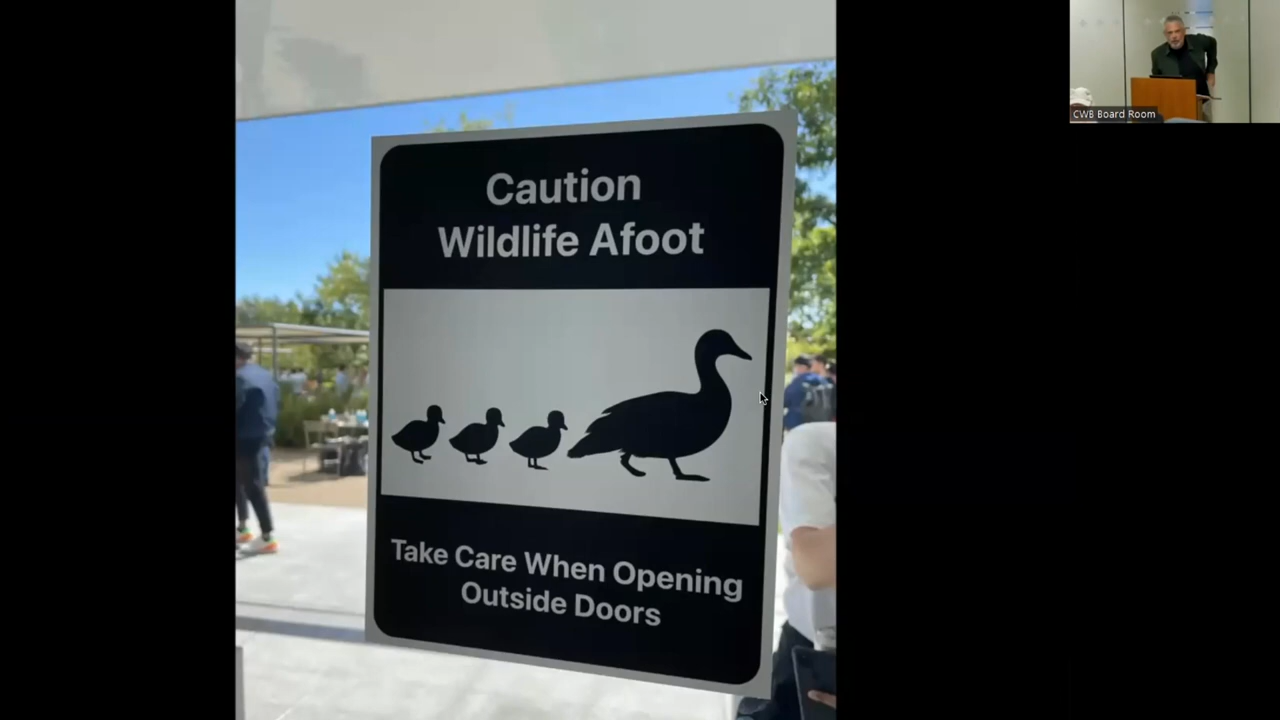 Caution
Wildlife Afoot
Take Care When Opening
Outside Doors
CWB Board Room